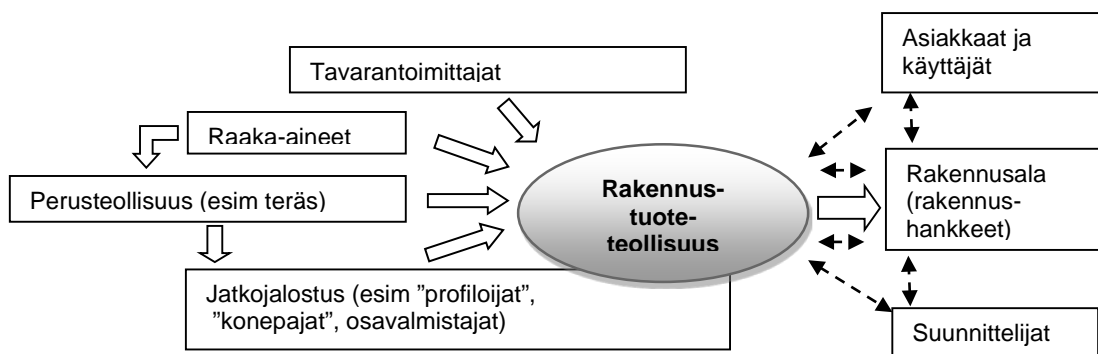 Asiakkaat ja
käyttäjät
Tavarantoimittajat
Raaka-aineet
Perusteollisuus (esim teräs)
Rakennus-
tuote-
teollisuus
Rakennusala
(rakennus-
hankkeet)
Jatkojalostus (esim ”profiloijat”,
”konepajat”, osavalmistajat)
Suunnittelijat